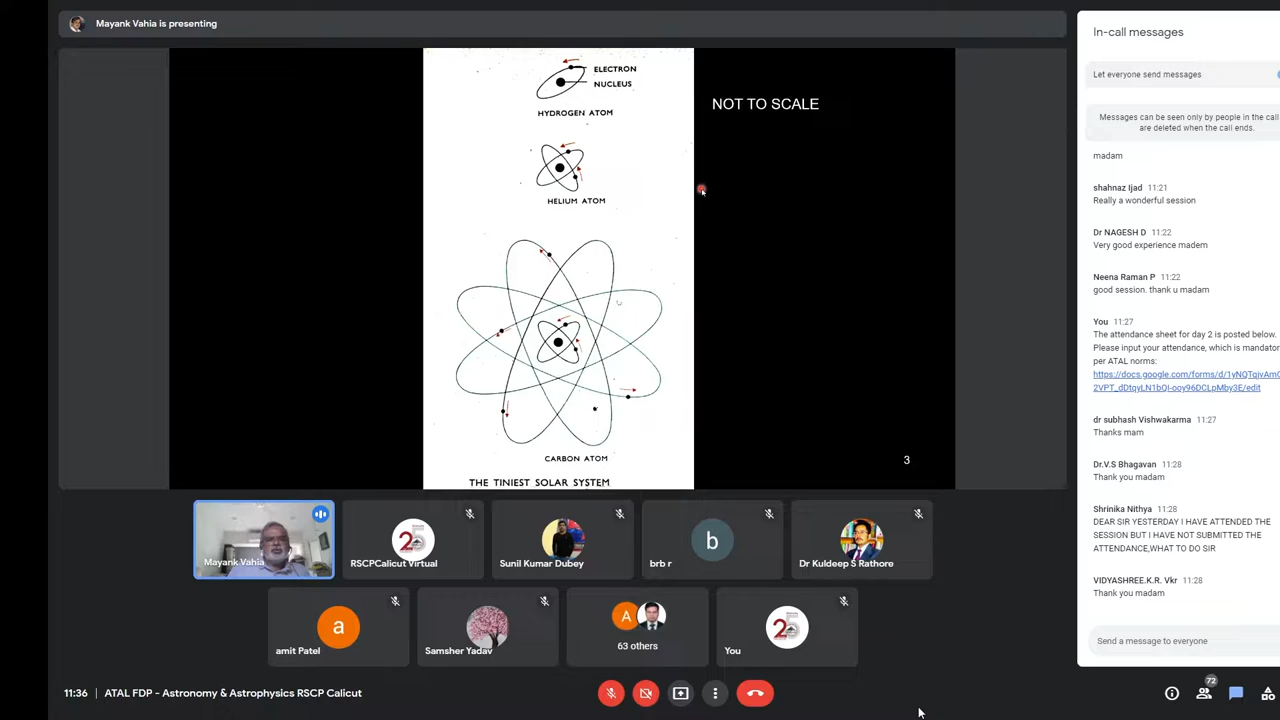 Mayank Vahia is presenting
ELECTRON
NUCLEUS
HYDROGEN ATOM
HELIUM ATOM
CARBON ATOM
THE TINIEST SOLAR SYSTEM
NOT TO SCALE
3
In-call messages
Let everyone send messages
Messages can be seen only by people in the call
are deleted when the call ends.
madam
shahnaz Ijad 11:21
Really a wonderful session
Dr NAGESH D 11:22
Very good experience madem
Neena Raman P 11:22
good session. thank u madam
You 11:27
The attendance sheet for day 2 is posted below.
Please input your attendance, which is mandator
per ATAL norms:
https://docs.google.com/forms/d/
dr subhash Vishwakarma 11:27
Thanks mam
Dr.V.S Bhagavan 11:28
Thank you madam
Shrinika Nithya 11:28
DEAR SIR YESTERDAY I HAVE ATTENDED THE
SESSION BUT I HAVE NOT SUBMITTED THE
ATTENDANCE,WHAT TO DO SIR
VIDYASHREE.K.R. Vkr 11:28
Thank you madam
Send a message to everyone
Mayank Vahia
25
RSCPCalicut Virtual
Sunil Kumar Dubey
b
brb r
Dr Kuldeep S Rathore
a
amit Patel
Samsher Yadav
A
63 others
25
You
11:36 | ATAL FDP - Astronomy & Astrophysics RSCP Calicut
72